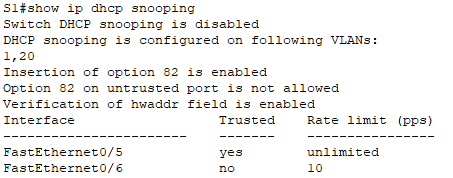 S1#show ip dhcp snooping
Switch DHCP snooping is disabled
DHCP snooping is configured on following VLANs:
1,20
Insertion of option 82 is enabled
Option 82 on untrusted port is not allowed
Verification of hwaddr field is enabled
Interface                  Trusted    Rate limit (pps)
-----------------------    -------    ----------------
FastEthernet0/5            yes        unlimited
FastEthernet0/6            no         10